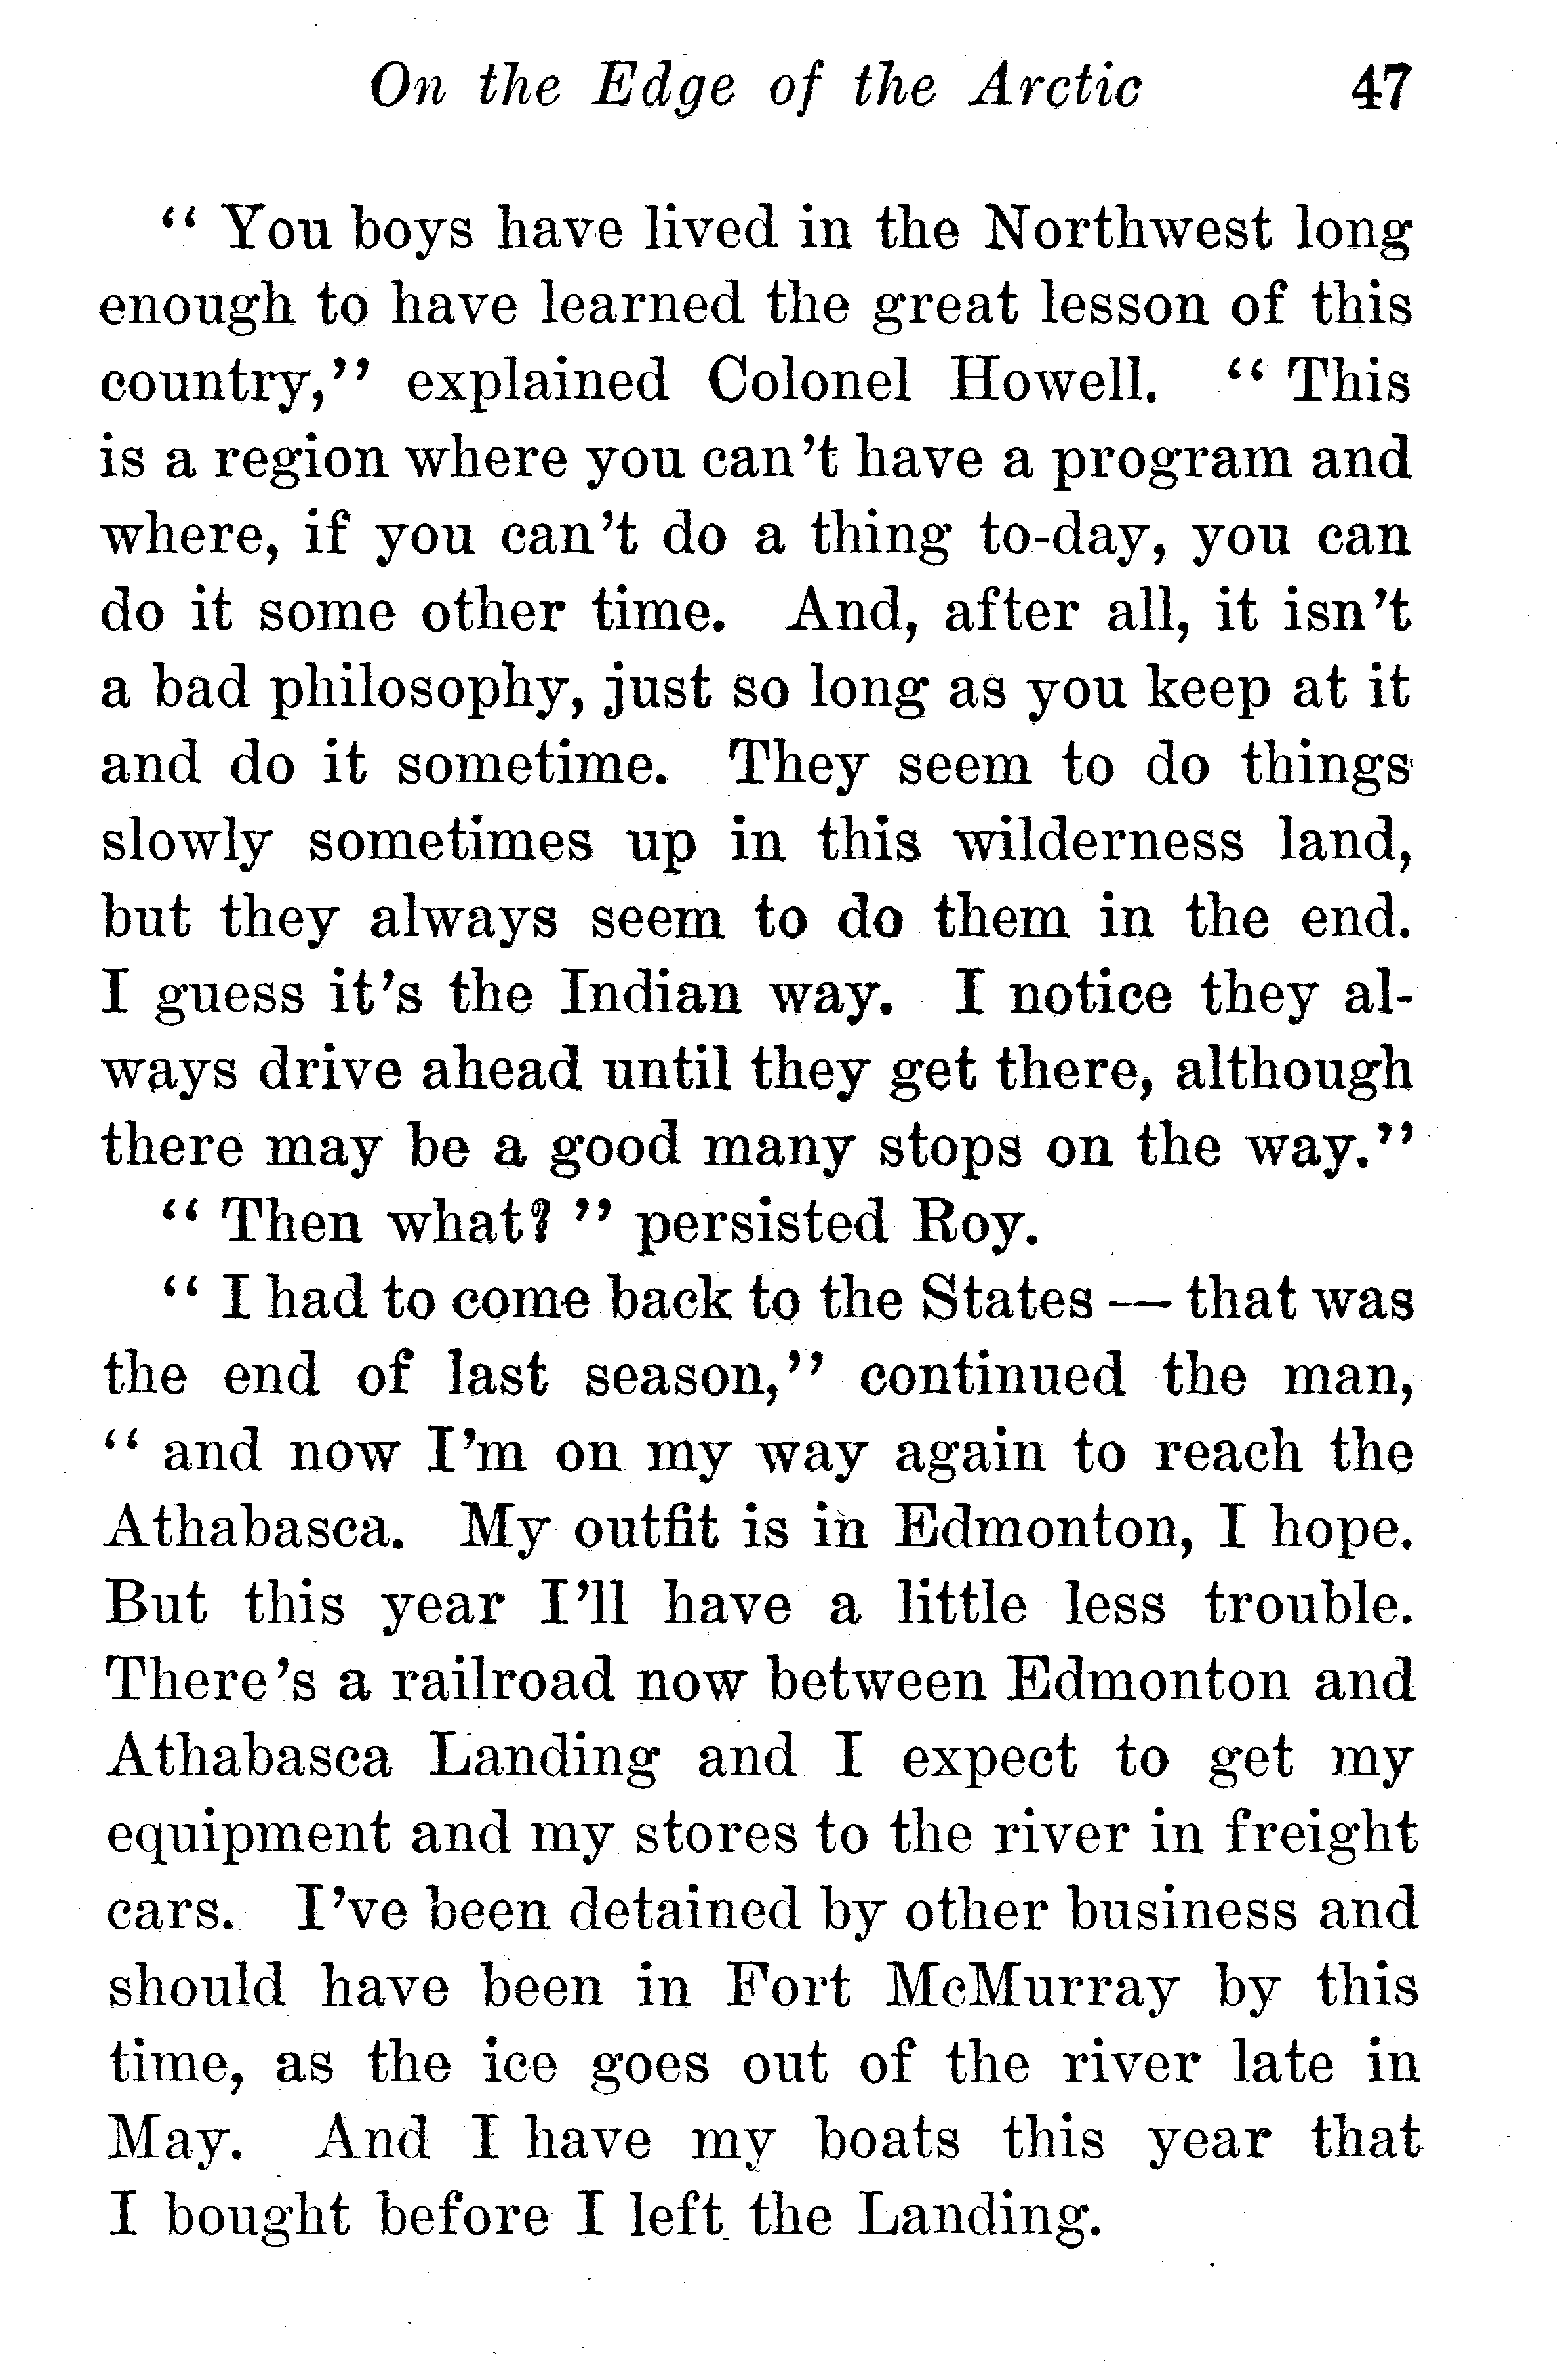 On the Edge of the Arctic 47
“ You boys have lived in the Northwest long
enough to have learned the great lesson of this
country,” explained Colonel Howell. “ This
is a region where you can’t have a program and
where, if you can’t do a thing to-day, you can
do it some other time. And, after all, it isn’t
a bad philosophy, just so long as you keep at it
and do it sometime. They seem to do things
slowly sometimes up in this wilderness land,
but they always seem to do them in the end.
I guess it’s the Indian way. I notice they al-
ways drive ahead until they get there, although
there may be a good many stops on the way.”
“ Then what? ” persisted Roy.
“ I had to come back to the States — that was
the end of last season,” continued the man,
“ and now I’m on my way again to reach the
Athabasca. My outfit is in Edmonton, I hope.
But this year I’ll have a little less trouble.
There’s a railroad now between Edmonton and
Athabasca Landing and I expect to get my
equipment and my stores to the river in freight
cars. I’ve been detained by other business and
should have been in Fort McMurray by this
time, as the ice goes out of the river late in
May. And I have my boats this year that
I bought before I left the Landing.